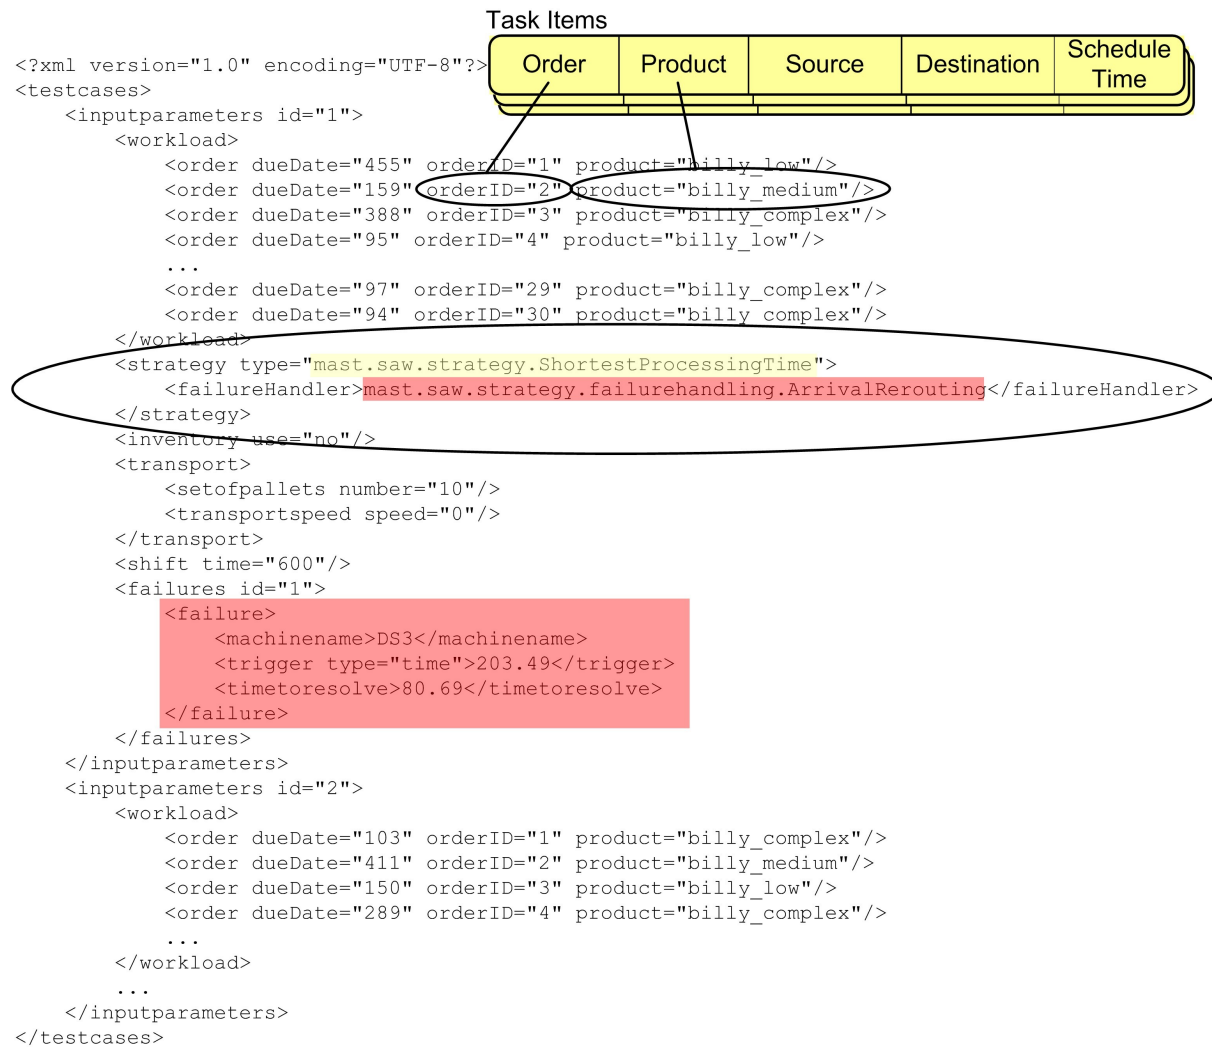 Task Items
Order Product Source Destination Schedule Time
<?xml version="1.0" encoding="UTF-8"?>
<testcases>
    <inputparameters id="1">
        <workload>
            <order dueDate="455" orderID="1" product="billy_low"/>
            <order dueDate="159" orderID="2" product="billy_medium"/>
            <order dueDate="388" orderID="3" product="billy_complex"/>
            <order dueDate="95" orderID="4" product="billy_low"/>
            ...
            <order dueDate="97" orderID="29" product="billy_complex"/>
            <order dueDate="94" orderID="30" product="billy complex"/>
        </workload>
        <strategy type="mast.saw.strategy.ShortestProcessingTime">
            <failureHandler>mast.saw.strategy.failurehandling.ArrivalRerouting</failureHandler>
        </strategy>
        <inventory use="no"/>
        <transport>
            <setofpallets number="10"/>
            <transportspeed speed="0"/>
        </transport>
        <shift time="600"/>
        <failures id="1">
            <failure>
                <machinename>DS3</machinename>
                <trigger type="time">203.49</trigger>
                <timetoresolve>80.69</timetoresolve>
            </failure>
        </failures>
    </inputparameters>
    <inputparameters id="2">
        <workload>
            <order dueDate="103" orderID="1" product="billy_complex"/>
            <order dueDate="411" orderID="2" product="billy_medium"/>
            <order dueDate="150" orderID="3" product="billy_low"/>
            <order dueDate="289" orderID="4" product="billy_complex"/>
            ...
        </workload>
        ...
    </inputparameters>
</testcases>